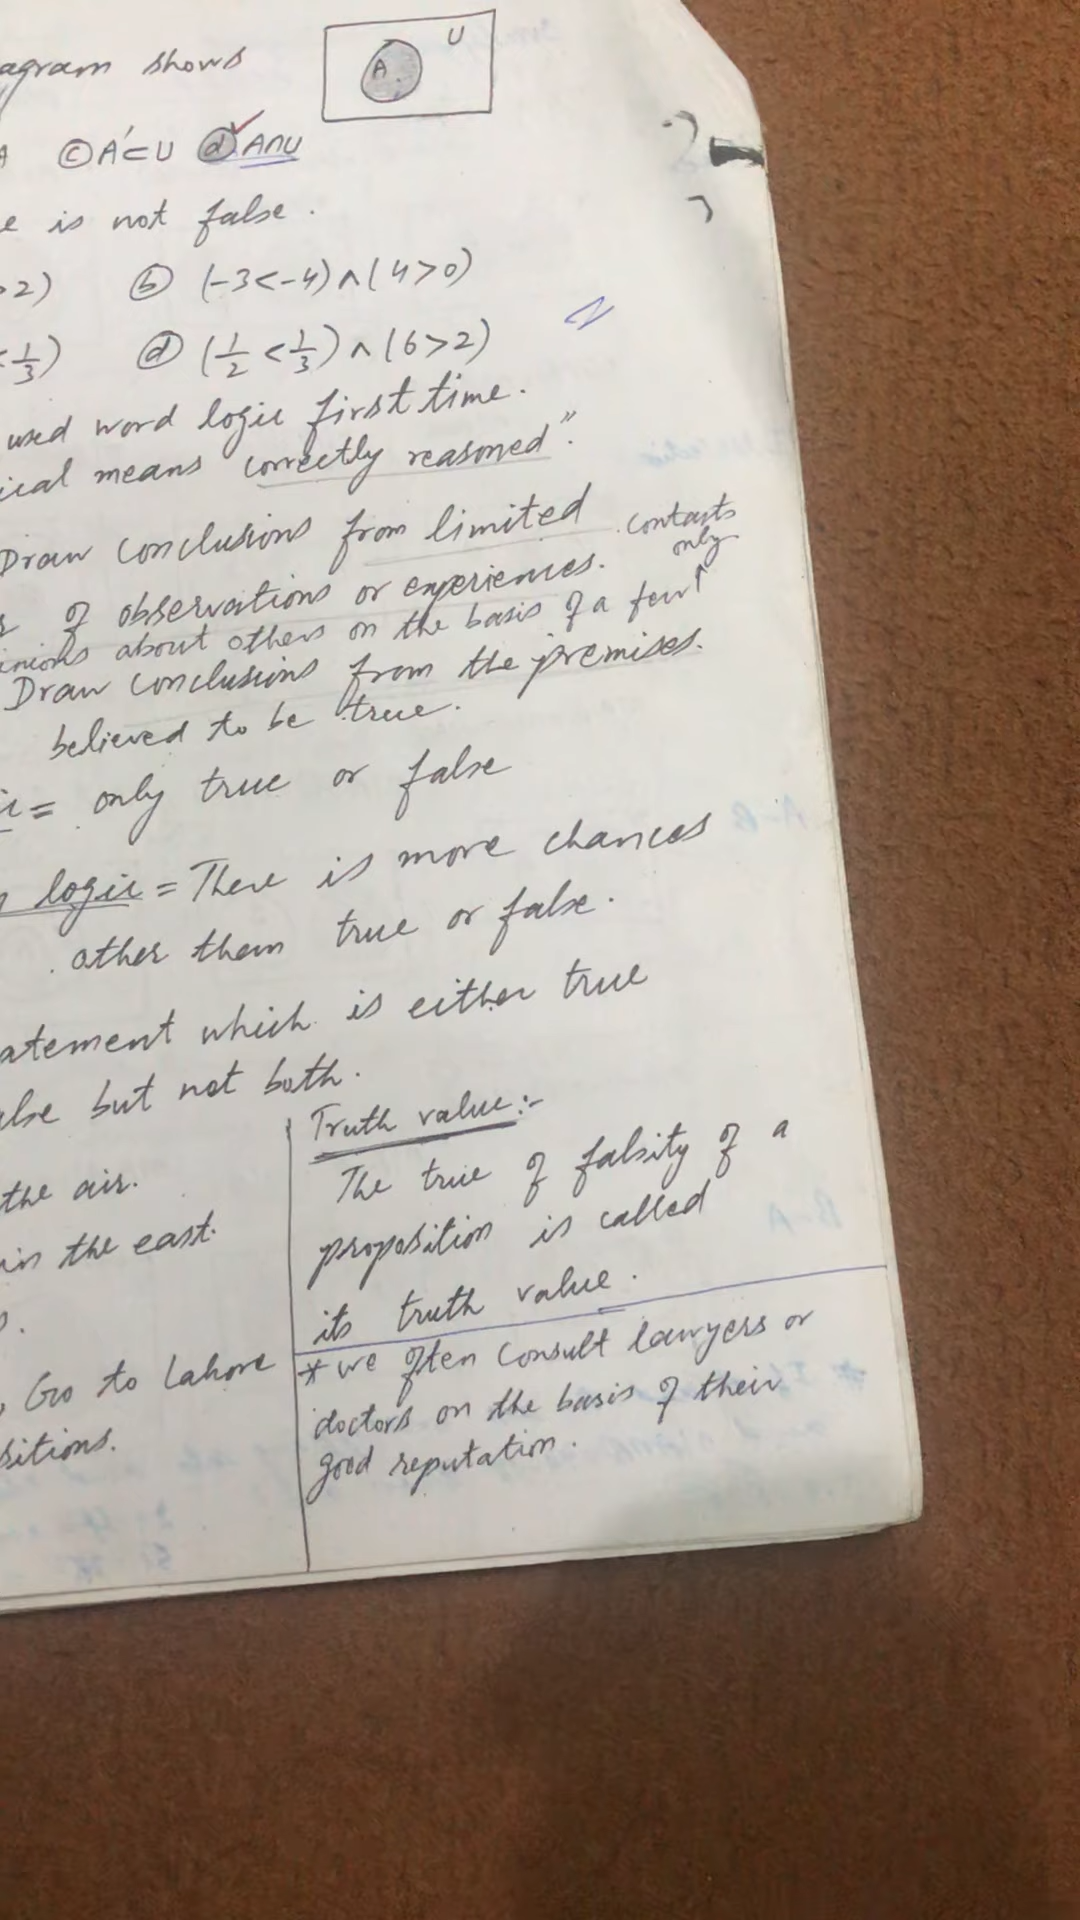 agram shows
U
A
A ⓒ A′⊂U ⓓ A∩U
e is not false.
>2) ⓑ (-3<-4)∧(4>0)
<1/3) ⓓ (1/2<1/3)∧(6>2)
used word logic first time.
ical means "correctly reasoned".
Draw conclusions from limited
r of observations or experiences.
inions about others on the basis of a few contacts only
Draw conclusions from the premises.
believed to be true.
ic = only true or false
n logic = There is more chances
other them true or false.
atement which is either true
alse but not both.
the air.
in the east.
s.
, Go to Lahore
sitions.
Truth value:-
The true of falsity of a
proposition is called
its truth value.
* we often consult lawyers or
doctors on the basis of their
good reputation.